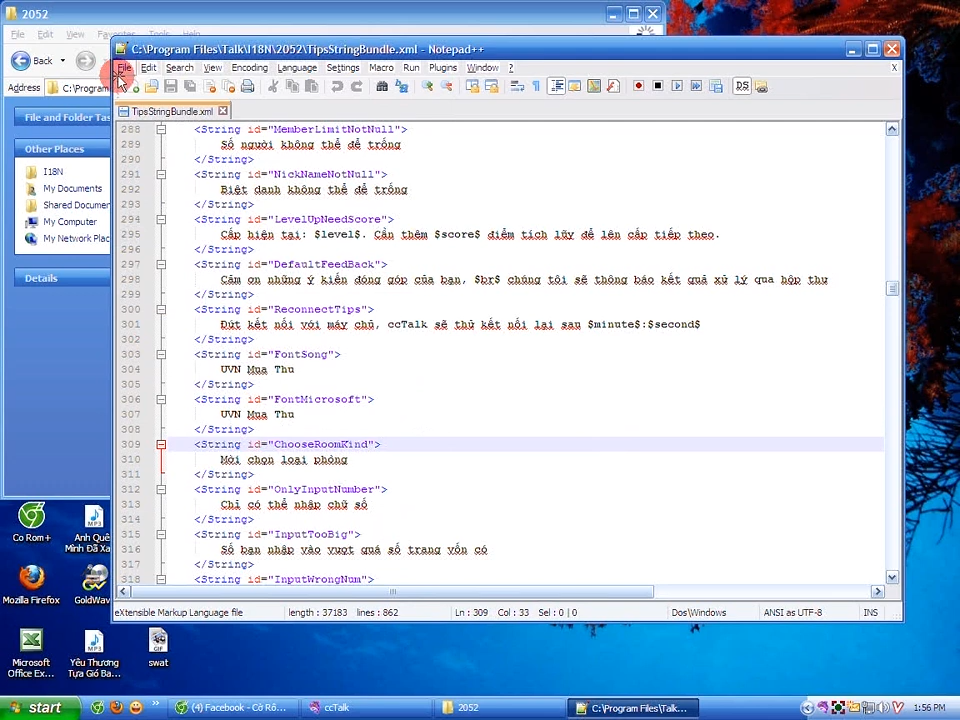 2052
File Edit View Favorites Tools Help
Back
Address C:\Program
File and Folder Tas
Other Places
I18N
My Documents
Shared Documen
My Computer
My Network Plac
Details
C:\Program Files\Talk\I18N\2052\TipsStringBundle.xml - Notepad++
File Edit Search View Encoding Language Settings Macro Run Plugins Window ? X
TipsStringBundle.xml
288 <String id="MemberLimitNotNull">
289 Số người không thể để trống
290 </String>
291 <String id="NickNameNotNull">
292 Biệt danh không thể để trống
293 </String>
294 <String id="LevelUpNeedScore">
295 Cấp hiện tại: $level$. Cần thêm $score$ điểm tích lũy để lên cấp tiếp theo.
296 </String>
297 <String id="DefaultFeedBack">
298 Cảm ơn những ý kiến đóng góp của bạn, $br$ chúng tôi sẽ thông báo kết quả xử lý qua hộp thư
299 </String>
300 <String id="ReconnectTips">
301 Đứt kết nối với máy chủ, ccTalk sẽ thử kết nối lại sau $minute$:$second$
302 </String>
303 <String id="FontSong">
304 UVN Mua Thu
305 </String>
306 <String id="FontMicrosoft">
307 UVN Mua Thu
308 </String>
309 <String id="ChooseRoomKind">
310 Mời chọn loại phòng
311 </String>
312 <String id="OnlyInputNumber">
313 Chỉ có thể nhập chữ số
314 </String>
315 <String id="InputTooBig">
316 Số bạn nhập vào vượt quá số trang vốn có
317 </String>
318 <String id="InputWrongNum">
eXtensible Markup Language file length : 37183 lines : 862 Ln : 309 Col : 33 Sel : 0 | 0 Dos\Windows ANSI as UTF-8 INS
Co Rom+
Anh Quê
Mình Đã Xa
Mozilla Firefox
GoldWav
Microsoft
Office Ex...
Yêu Thương
Tựa Gió Ba...
swat
start
(4) Facebook - Cờ Rô...
ccTalk
2052
C:\Program Files\Talk...
1:56 PM